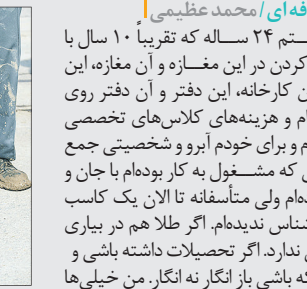 فه‌ای/محمد عظیمی
ـتم ۲۴ ســاله که تقریباً ۱۰ سال با
کردن در این مغــازه و آن مغازه، این
ن کارخانه، این دفتر و آن دفتر روی
م و هزینه‌های کلاس‌های تخصصی
م و برای خودم آبرو و شخصیتی جمع
ی که مشــغول به کار بوده‌ام با جان و
ه‌ام ولی متأسفانه تا الان یک کاسب
شناس ندیده‌ام. اگر طلا هم در بیاری
ی ندارد. اگر تحصیلات داشته باشی و
که باشی باز انگار نه انگار. من خیلی‌ها